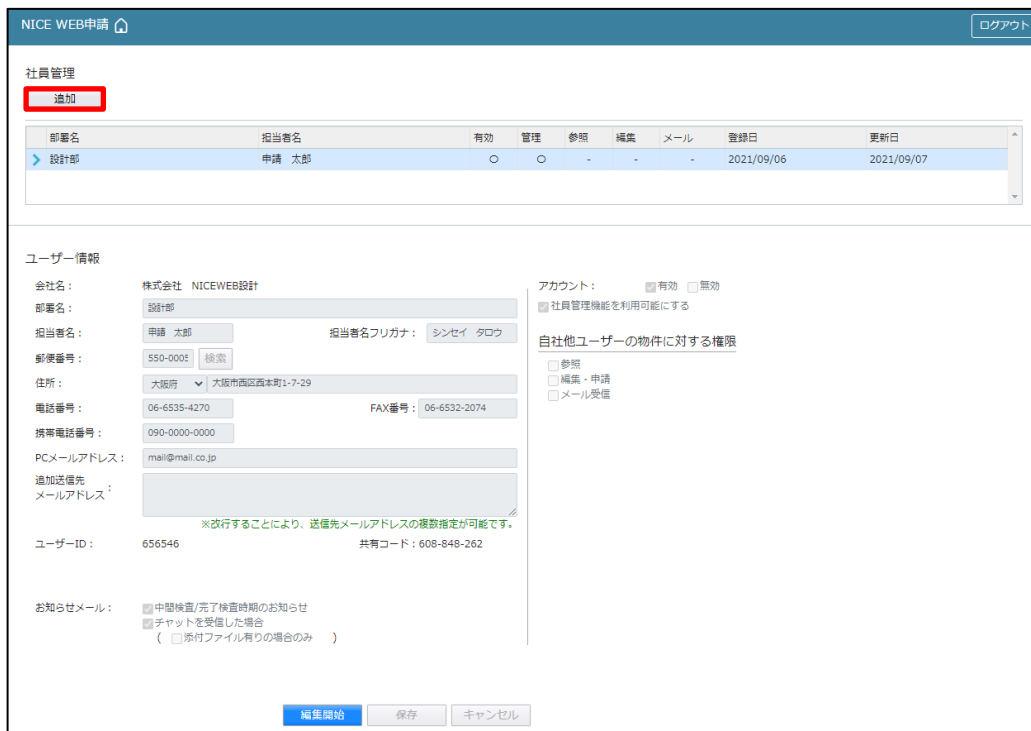 NICE WEB申請 ログアウト
社員管理
追加
部署名 担当者名 有効 管理 参照 編集 メール 登録日 更新日
設計部 申請 太郎 ○ ○ - - - 2021/09/06 2021/09/07
ユーザー情報
会社名： 株式会社 NICEWEB設計
部署名： 設計部
担当者名： 申請 太郎 担当者名フリガナ： シンセイ タロウ
郵便番号： 550-0005 検索
住所： 大阪府 大阪市西区西本町1-7-29
電話番号： 06-6535-4270 FAX番号： 06-6532-2074
携帯電話番号： 090-0000-0000
PCメールアドレス： mail@mail.co.jp
追加送信先
メールアドレス：
※改行することにより、送信先メールアドレスの複数指定が可能です。
ユーザーID： 656546 共有コード：608-848-262
お知らせメール： 中間検査/完了検査時期のお知らせ
チャットを受信した場合
( 添付ファイル有りの場合のみ )
アカウント： 有効 無効
社員管理機能を利用可能にする
自社他ユーザーの物件に対する権限
参照
編集・申請
メール受信
編集開始 保存 キャンセル